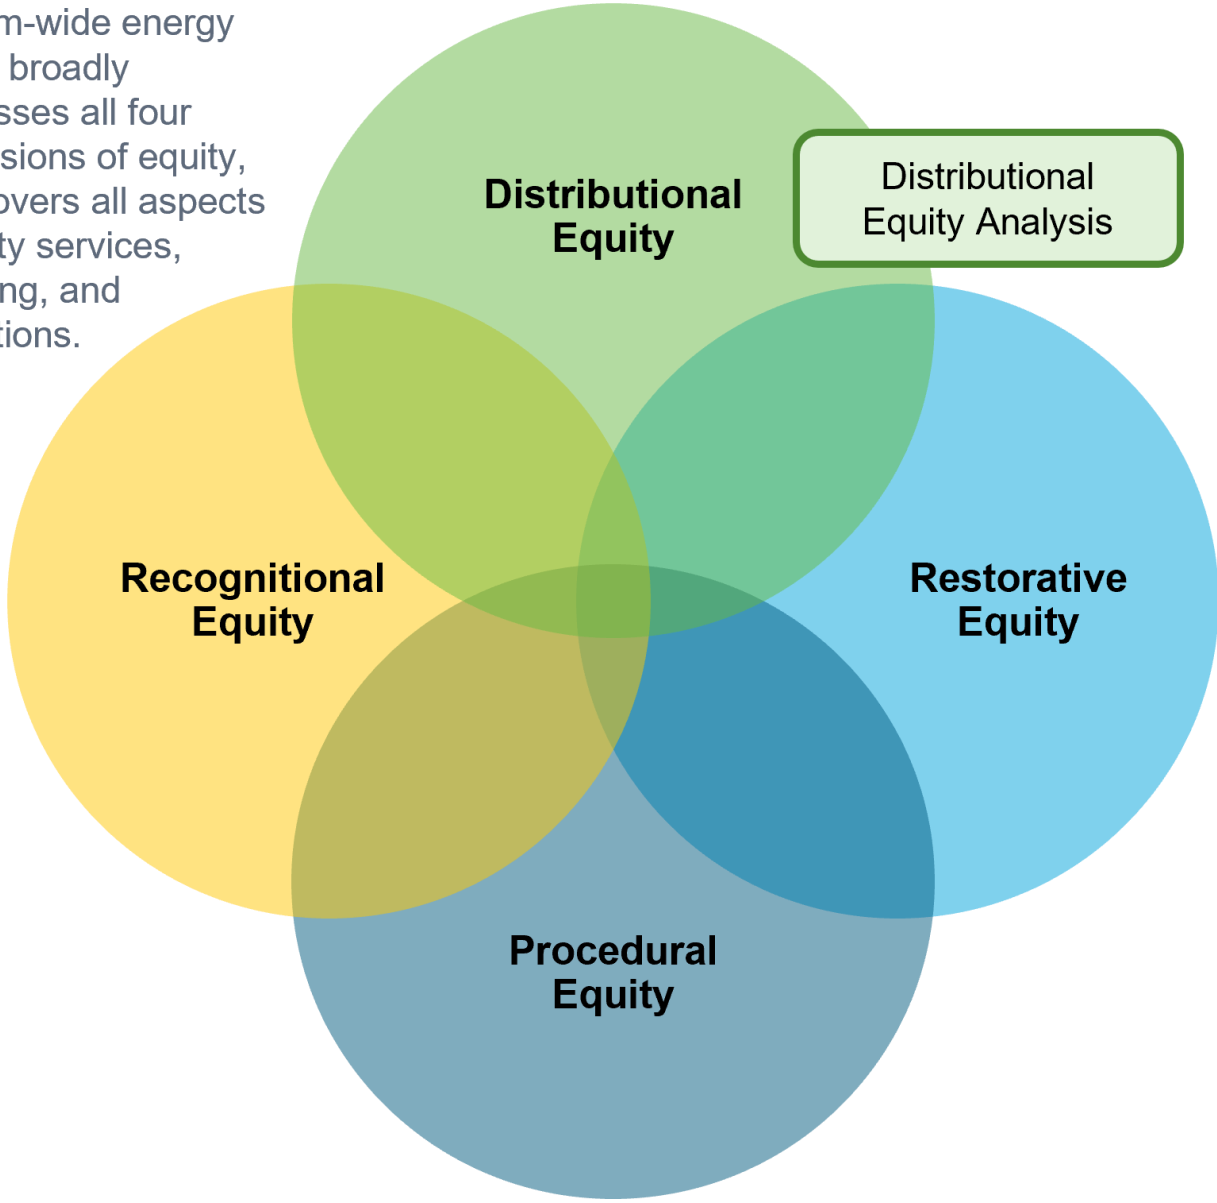 m-wide energy
broadly
sses all four
sions of equity,
overs all aspects
ty services,
ng, and
tions.
Distributional
Equity
Distributional
Equity Analysis
Recognitional
Equity
Restorative
Equity
Procedural
Equity